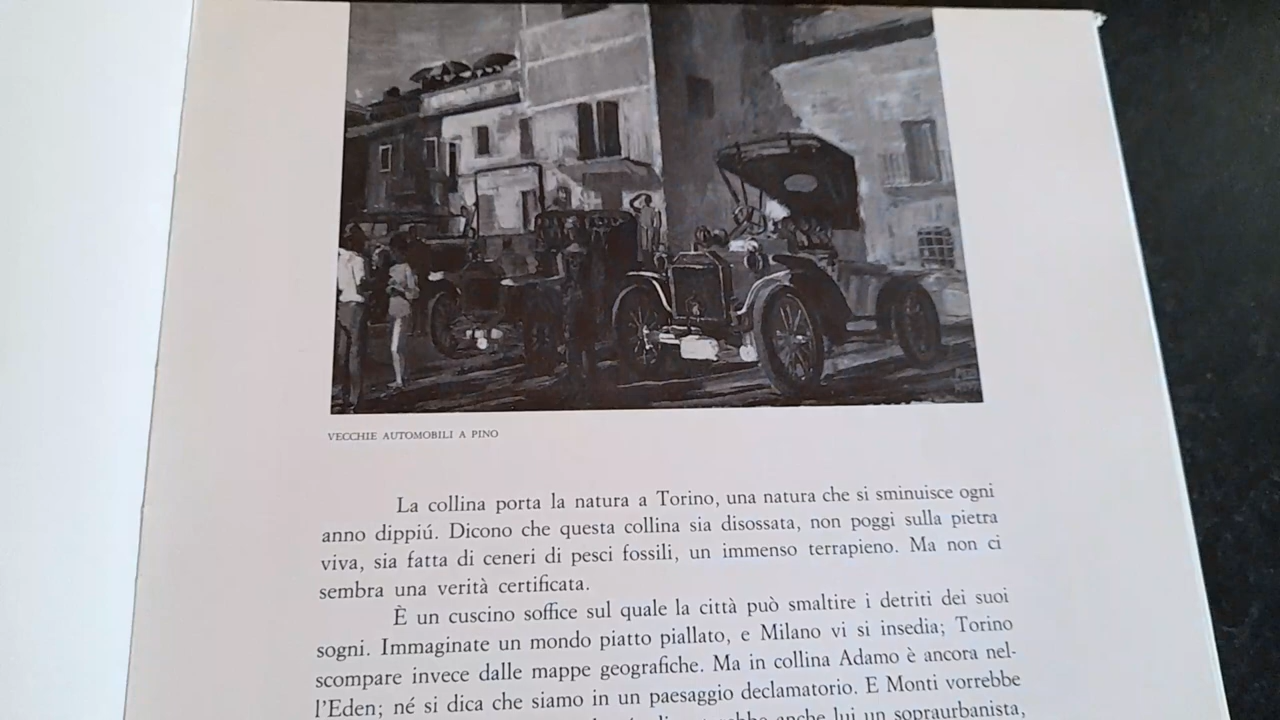 VECCHIE AUTOMOBILI A PINO
La collina porta la natura a Torino, una natura che si sminuisce ogni
anno dippiú. Dicono che questa collina sia disossata, non poggi sulla pietra
viva, sia fatta di ceneri di pesci fossili, un immenso terrapieno. Ma non ci
sembra una verità certificata.
È un cuscino soffice sul quale la città può smaltire i detriti dei suoi
sogni. Immaginate un mondo piatto piallato, e Milano vi si insedia; Torino
scompare invece dalle mappe geografiche. Ma in collina Adamo è ancora nel-
l'Eden; né si dica che siamo in un paesaggio declamatorio. E Monti vorrebbe
anche lui un sopraurbanista,